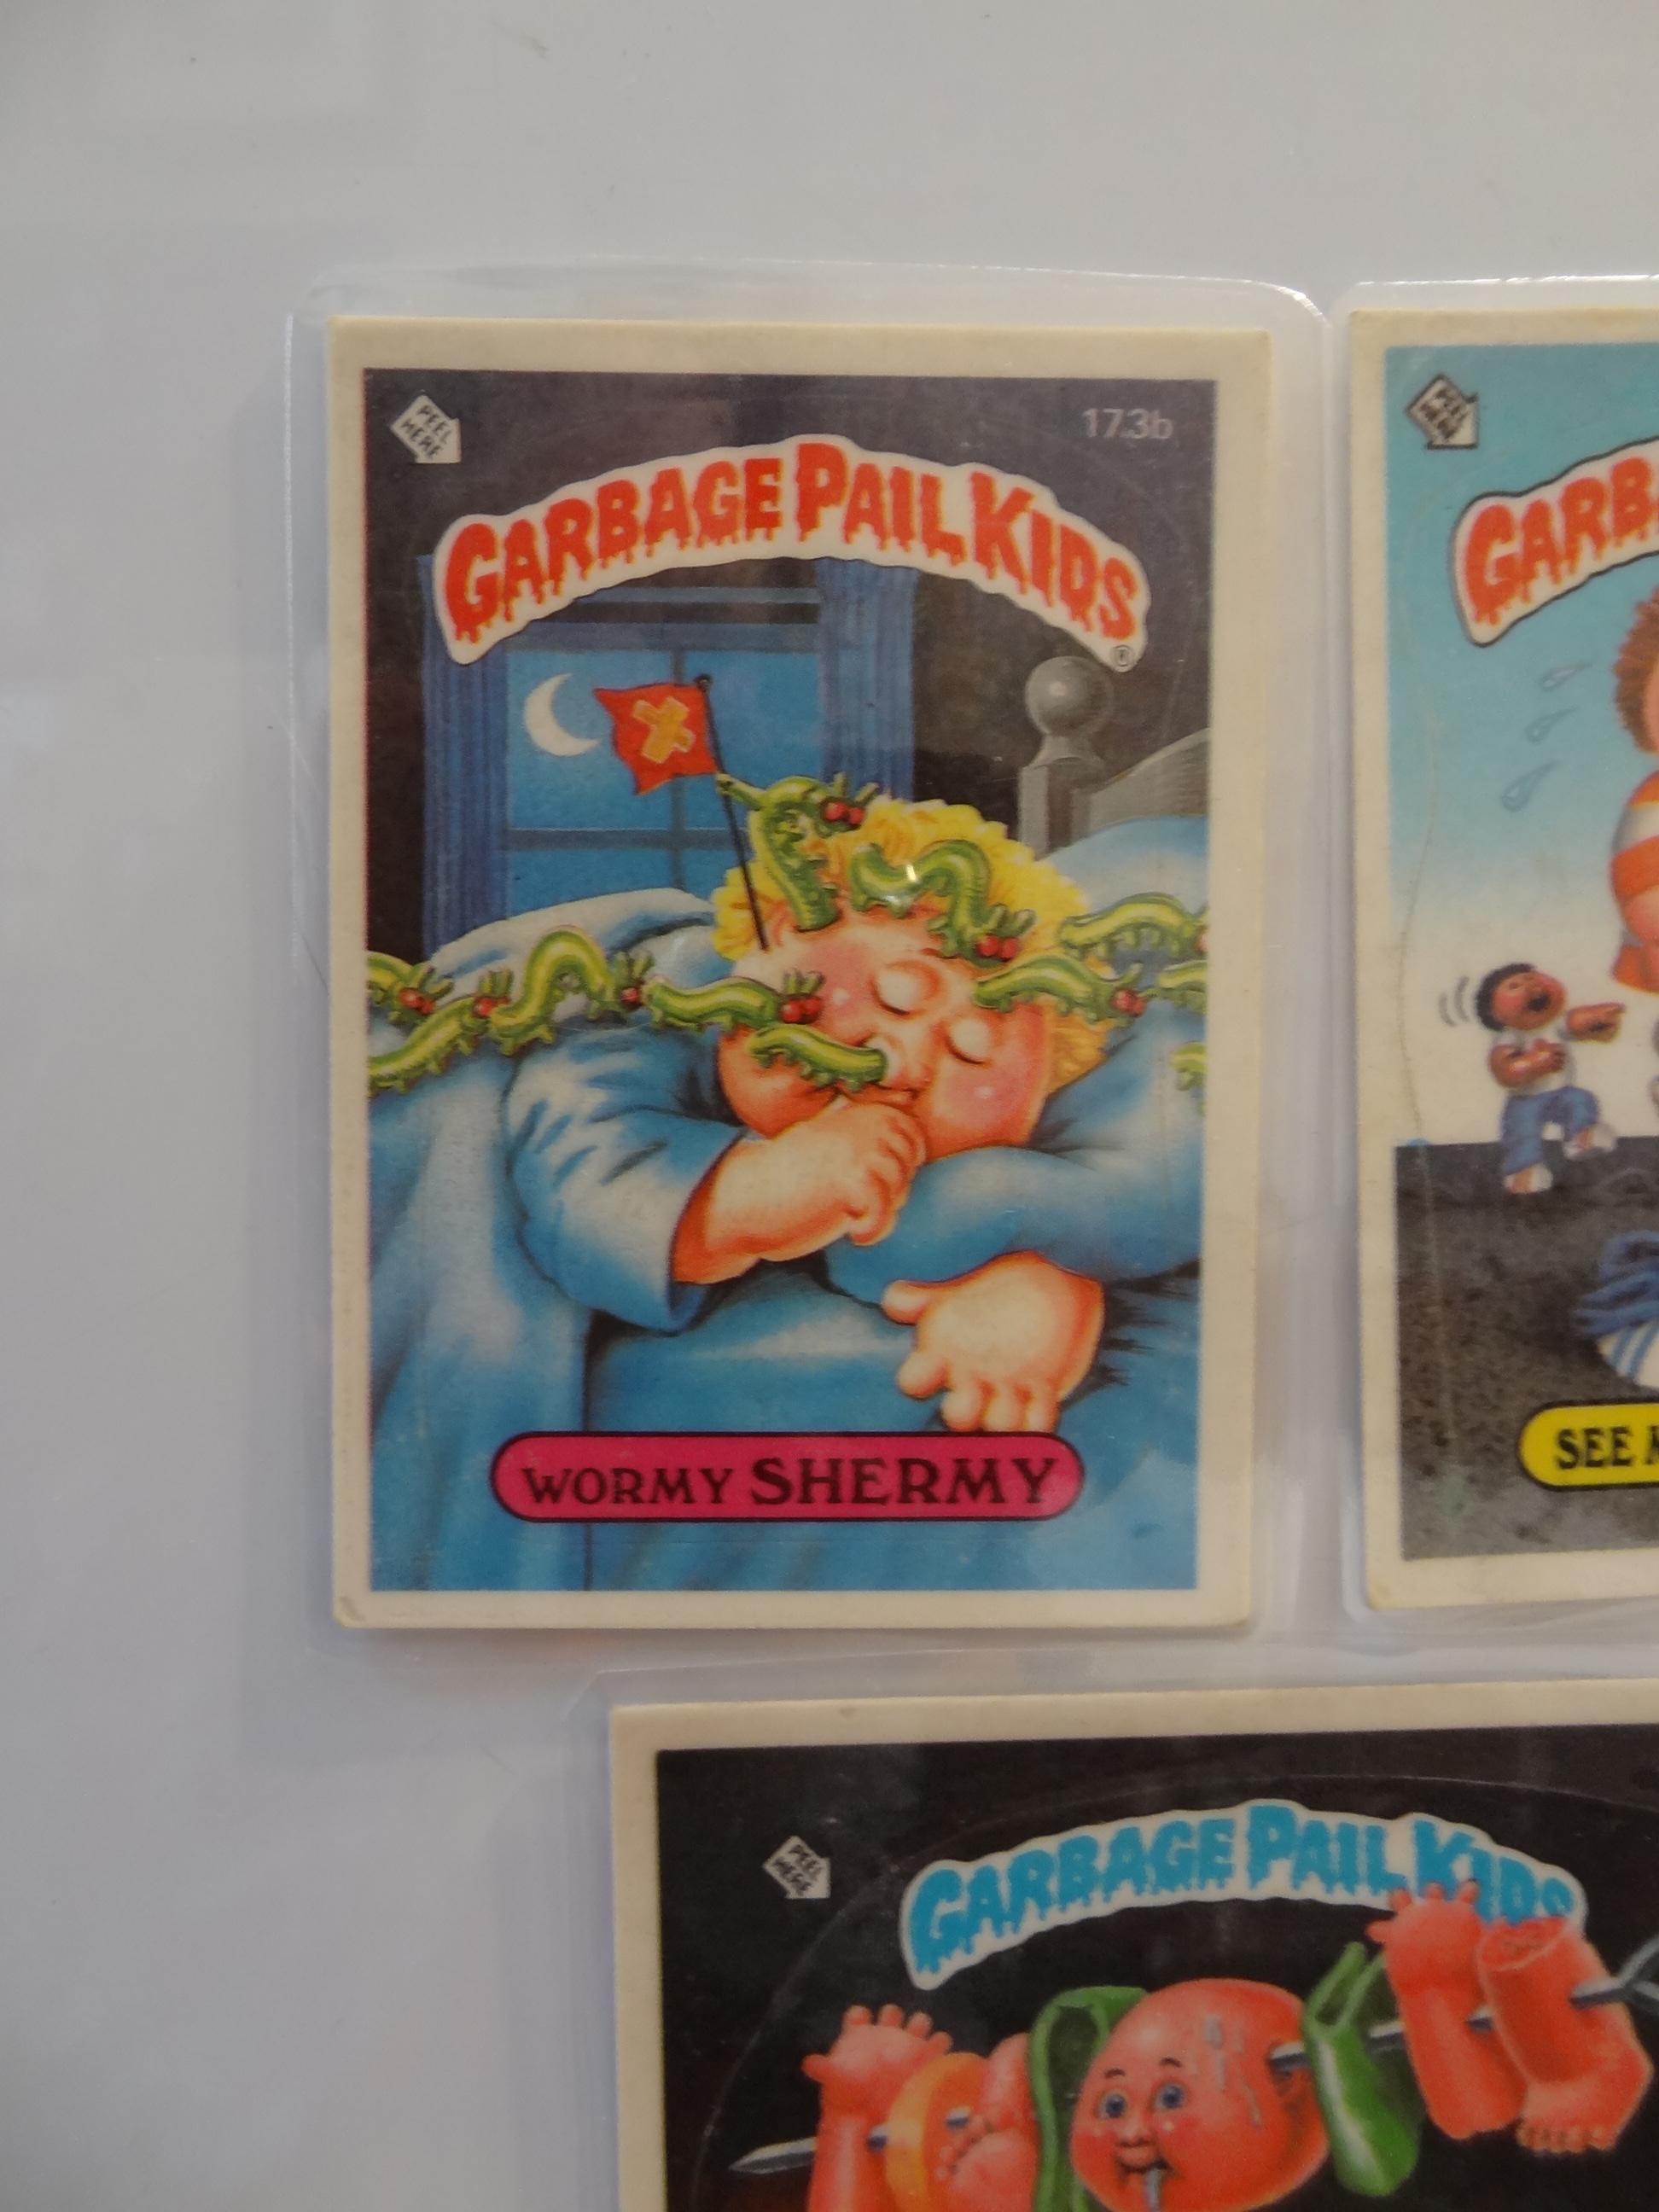 PEEL
HERE
173b
GARBAGE PAIL KIDS
®
WORMY SHERMY
PEEL
HERE
GARB
SEE
PEEL
HERE
GARBAGE PAIL KIDS